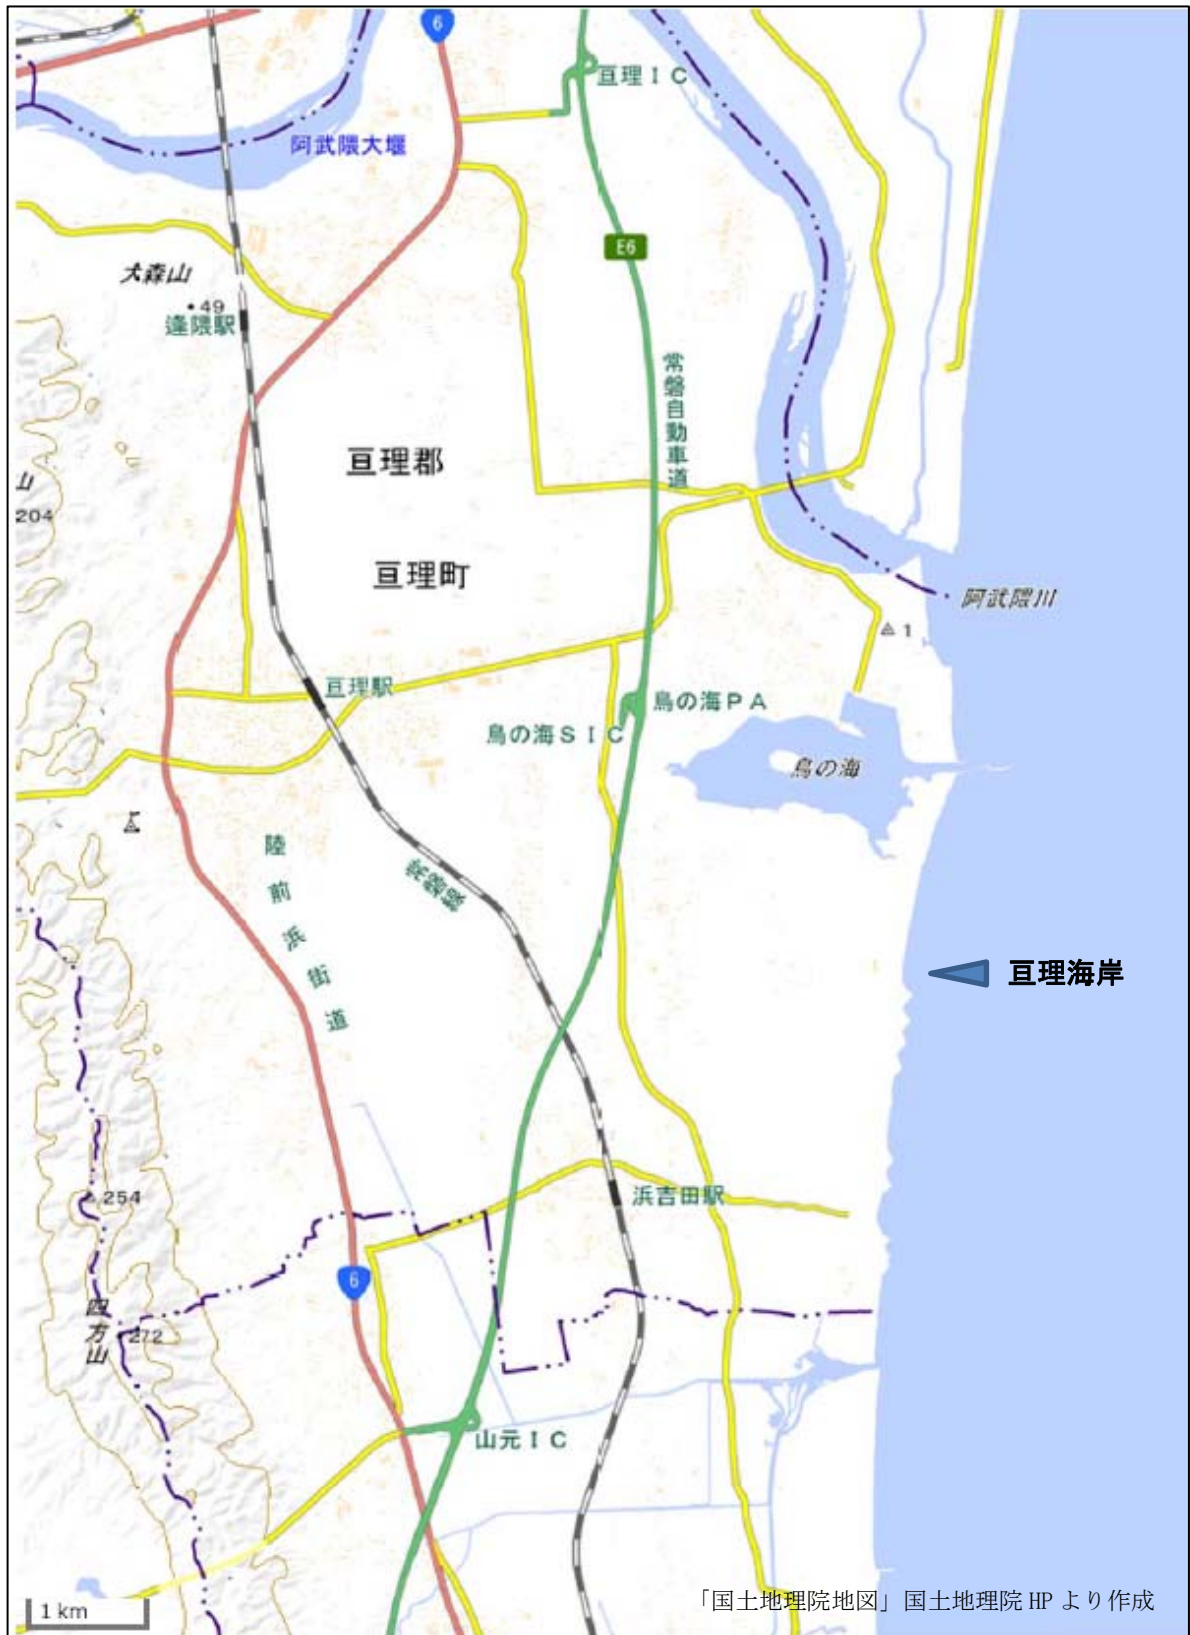 6
亘理ＩＣ
阿武隈大堰
E6
大森山
49
逢隈駅
常磐自動車道
亘理郡
山
204
亘理町
阿武隈川
1
亘理駅
鳥の海ＰＡ
鳥の海ＳＩＣ
鳥の海
陸前浜街道
常磐線
亘理海岸
254
浜吉田駅
6
四方山
272
山元ＩＣ
1 km
「国土地理院地図」国土地理院 HP より作成